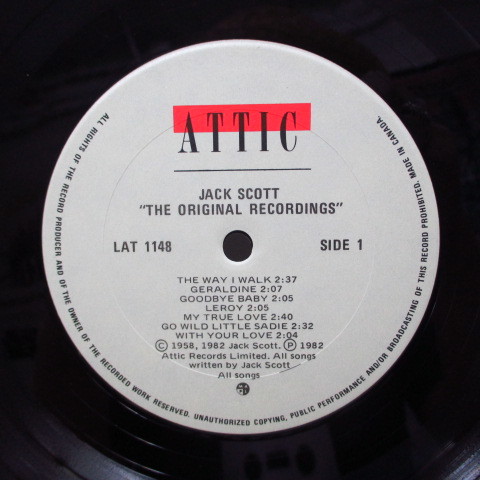 ATTIC
JACK SCOTT
"THE ORIGINAL RECORDINGS"
LAT 1148
SIDE 1
THE WAY I WALK 2:37
GERALDINE 2:07
GOODBYE BABY 2:05
LEROY 2:05
MY TRUE LOVE 2:40
GO WILD LITTLE SADIE 2:32
WITH YOUR LOVE 2:04
© 1958, 1982 Jack Scott. ℗ 1982
Attic Records Limited. All songs
written by Jack Scott
All songs
ALL RIGHTS OF THE RECORD PRODUCER AND OF THE OWNER OF THE RECORDED WORK RESERVED. UNAUTHORIZED COPYING, PUBLIC PERFORMANCE AND/OR BROADCASTING OF THIS RECORD PROHIBITED. MADE IN CANADA.